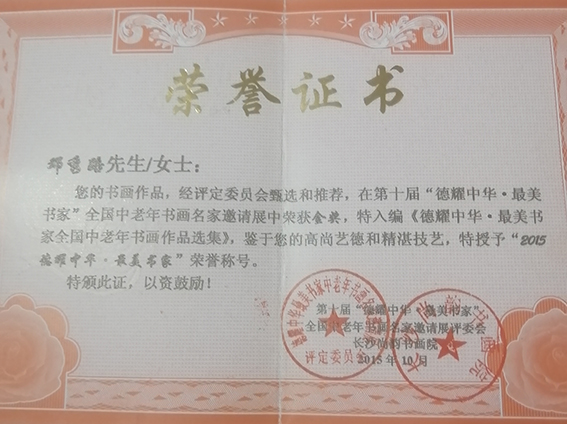 荣誉证书
先生/女士：
您的书画作品，经评定委员会甄选和推荐，在第十届“德耀中华·最美
书家”全国中老年书画名家邀请展中荣获金奖，特入编《德耀中华·最美书
家全国中老年书画作品选集》，鉴于您的高尚艺德和精湛技艺，特授予“2015
德耀中华·最美书家”荣誉称号。
特颁此证，以资鼓励！
第十届“德耀中华·最美书家”
全国中老年书画名家邀请展评委会
长沙尚韵书画院
2015年10月
评定委员会